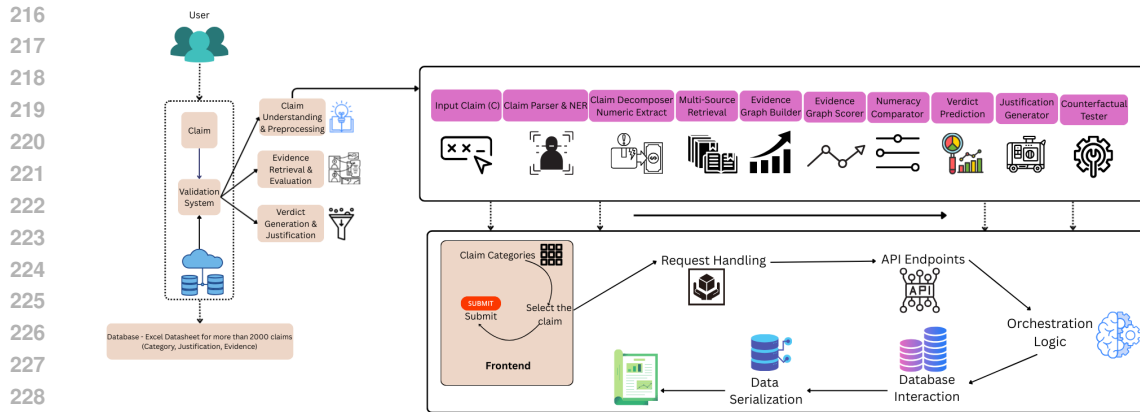 216
217
218
219
220
221
222
223
224
225
226
227
228
User
Claim
Validation
System
Database - Excel Datasheet for more than 2000 claims
(Category, Justification, Evidence)
Claim
Understanding
& Preprocessing
Evidence
Retrieval &
Evaluation
Verdict
Generation &
Justification
Input Claim (C)
Claim Parser & NER
Claim Decomposer
Numeric Extract
Multi-Source
Retrieval
Evidence
Graph Builder
Evidence
Graph Scorer
Numeracy
Comparator
Verdict
Prediction
Justification
Generator
Counterfactual
Tester
Claim Categories
Select the
claim
SUBMIT
Submit
Frontend
Request Handling
API Endpoints
API
Orchestration
Logic
Database
Interaction
Data
Serialization